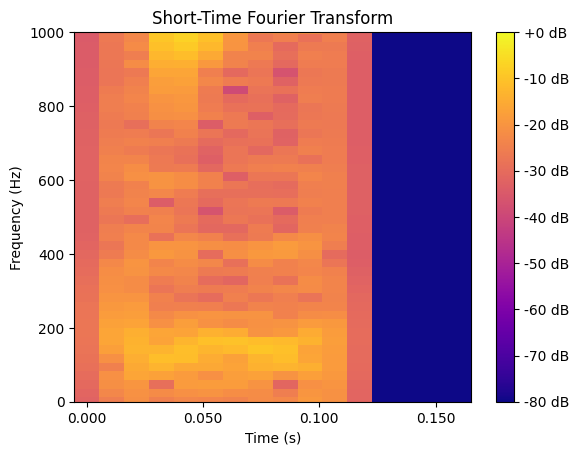 Short-Time Fourier Transform
Frequency (Hz)
1000
800
600
400
200
0
0.000
0.050
0.100
0.150
Time (s)
+0 dB
-10 dB
-20 dB
-30 dB
-40 dB
-50 dB
-60 dB
-70 dB
-80 dB